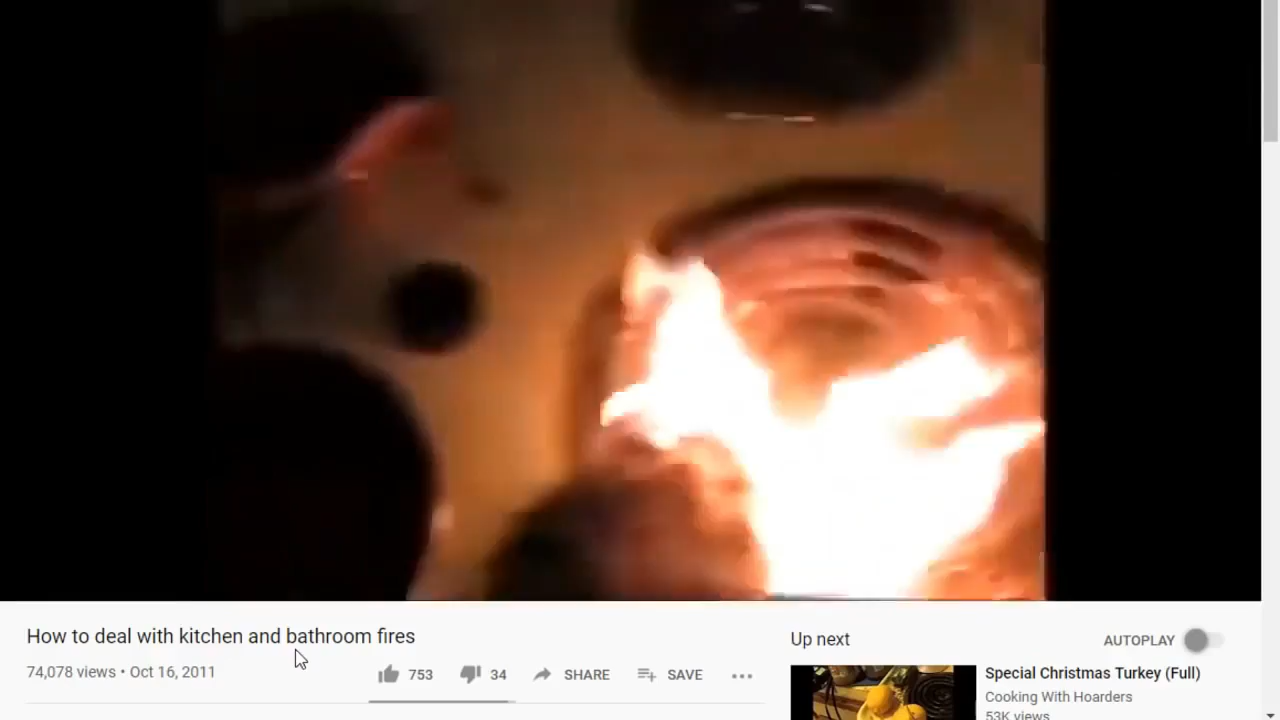 How to deal with kitchen and bathroom fires
74,078 views • Oct 16, 2011
753
34
SHARE
SAVE
Up next
AUTOPLAY
Special Christmas Turkey (Full)
Cooking With Hoarders
53K views